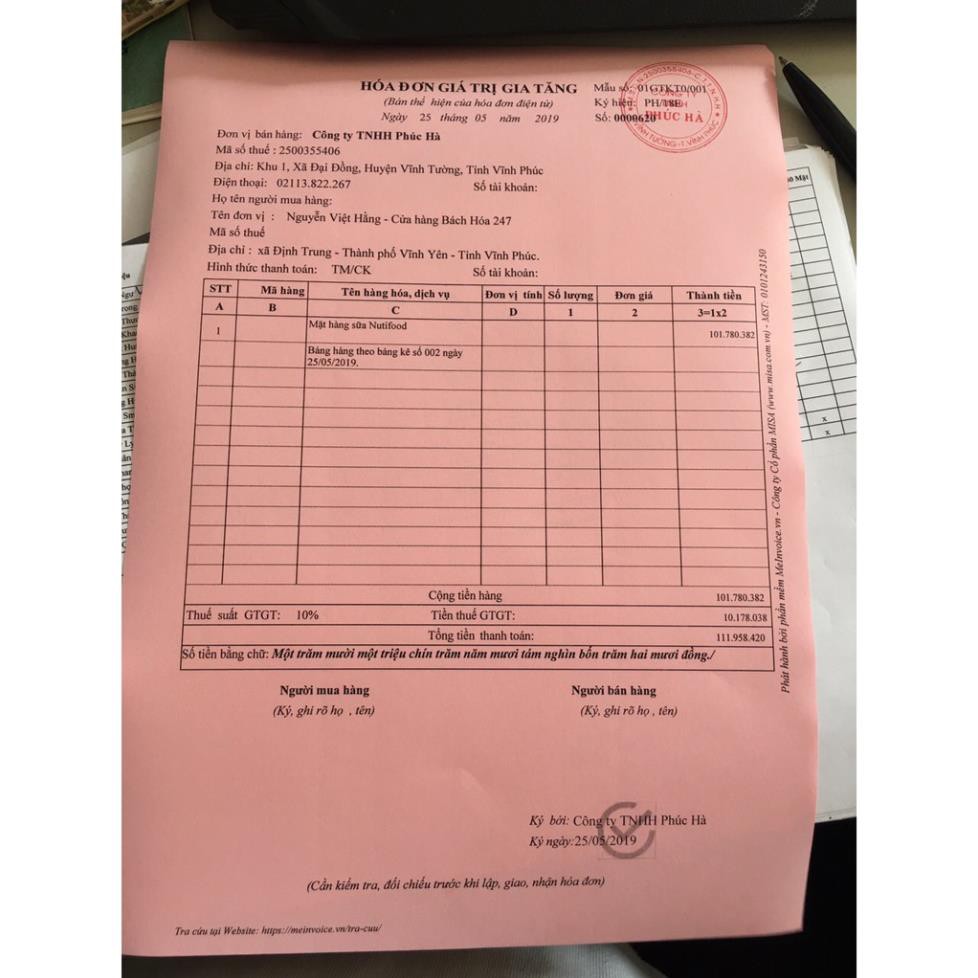 HÓA ĐƠN GIÁ TRỊ GIA TĂNG
(Bản thể hiện của hóa đơn điện tử)
Ngày 25 tháng 05 năm 2019
Mẫu số: 01GTKT0/001
Ký hiệu: PH/18E
Số: 0000620
CÔNG TY
TNHH
PHÚC HÀ
Đơn vị bán hàng: Công ty TNHH Phúc Hà
Mã số thuế : 2500355406
Địa chỉ: Khu 1, Xã Đại Đồng, Huyện Vĩnh Tường, Tỉnh Vĩnh Phúc
Điện thoại: 02113.822.267 Số tài khoản:
Họ tên người mua hàng:
Tên đơn vị : Nguyễn Việt Hằng - Cửa hàng Bách Hóa 247
Mã số thuế
Địa chỉ : xã Định Trung - Thành phố Vĩnh Yên - Tỉnh Vĩnh Phúc.
Hình thức thanh toán: TM/CK Số tài khoản:
STT Mã hàng Tên hàng hóa, dịch vụ Đơn vị tính Số lượng Đơn giá Thành tiền
A B C D 1 2 3=1x2
1 Mặt hàng sữa Nutifood 101.780.382
Bảng hàng theo bảng kê số 002 ngày
25/05/2019.
Cộng tiền hàng 101.780.382
Thuế suất GTGT: 10% Tiền thuế GTGT: 10.178.038
Tổng tiền thanh toán: 111.958.420
Số tiền bằng chữ: Một trăm mười một triệu chín trăm năm mươi tám nghìn bốn trăm hai mươi đồng./
Người mua hàng Người bán hàng
(Ký, ghi rõ họ , tên) (Ký, ghi rõ họ , tên)
Ký bởi: Công ty TNHH Phúc Hà
Ký ngày:25/05/2019
(Cần kiểm tra, đối chiếu trước khi lập, giao, nhận hóa đơn)
Tra cứu tại Website: https://meinvoice.vn/tra-cuu/
Phát hành bởi phần mềm MeInvoice.vn - Công ty Cổ phần MISA (www.misa.com.vn) - MST: 0101243150